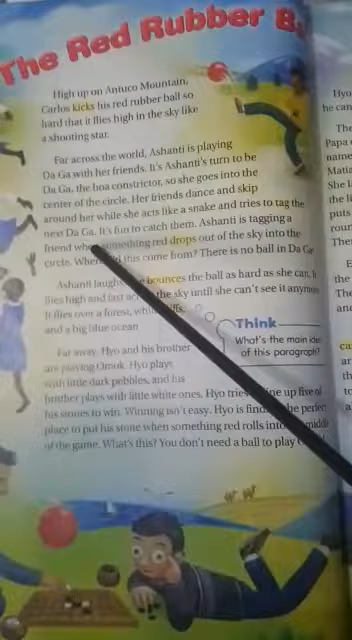 The Red Rubber
High up on Antuco Mountain,
Carlos kicks his red rubber ball so
hard that it flies high in the sky like
a shooting star.
Far across the world, Ashanti is playing
Da Ga with her friends. It's Ashanti's turn to be
Da Ga, the boa constrictor, so she goes into the
center of the circle. Her friends dance and skip
around her while she acts like a snake and tries to tag the
next Da Ga. It's fun to catch them. Ashanti is tagging a
friend when something red drops out of the sky into the
circle. Where did this come from? There is no ball in Da Ga
Ashanti laughs bounces the ball as hard as she can. It
flies high and fast the sky until she can't see it anymore
It flies over a forest, white cliffs,
and a big blue ocean
Think
What's the main idea
of this paragraph?
Far away, Hyo and his brother
are playing Omok. Hyo plays
with little dark pebbles, and his
brother plays with little white ones. Hyo tries line up five of
his stones to win. Winning isn't easy. Hyo is the perfect
place to put his stone when something red rolls into middle
of the game. What's this? You don't need a ball to play
Hyo
he can
The
Papa
name
Matia
She l
the li
puts
roun
Then
E
the
The
and
ca
ar
th
to
a